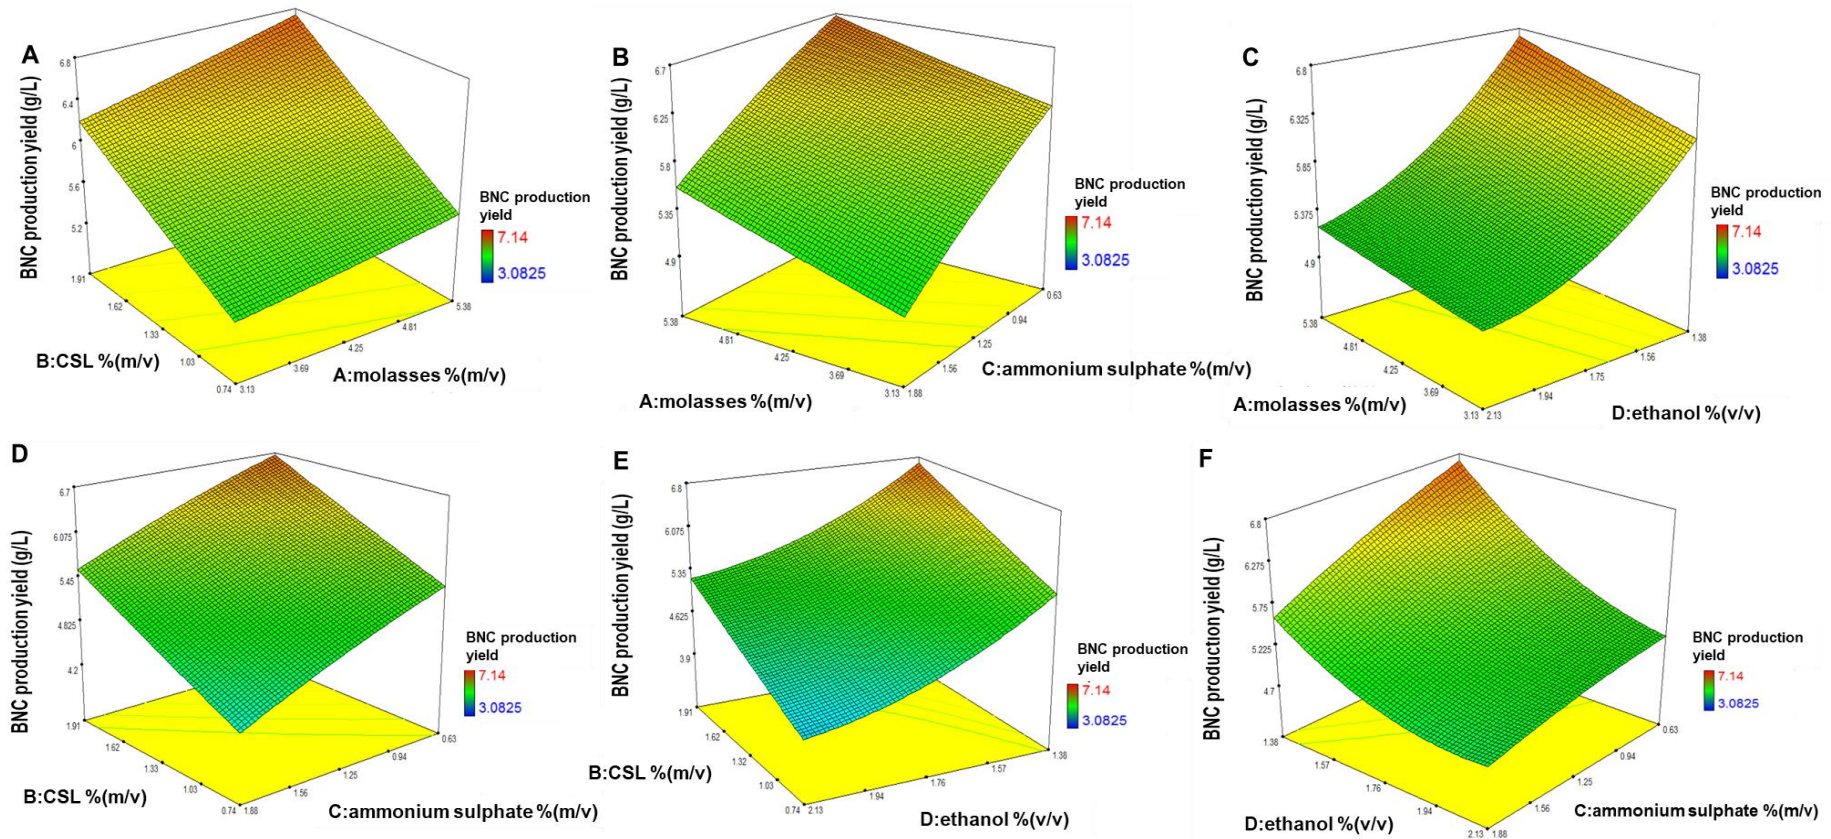 A
BNC production yield (g/L)
6.8
6.4
6
5.6
5.2
1.91
1.62
1.33
1.03
0.74
3.13
3.69
4.25
4.81
5.38
B:CSL %(m/v)
A:molasses %(m/v)
BNC production
yield
7.14
3.0825
B
BNC production yield (g/L)
6.7
6.25
5.8
5.35
4.9
5.38
4.81
4.25
3.69
3.13
1.88
1.56
1.25
0.94
0.63
A:molasses %(m/v)
C:ammonium sulphate %(m/v)
BNC production
yield
7.14
3.0825
C
BNC production yield (g/L)
6.8
6.325
5.85
5.375
4.9
5.38
4.81
4.25
3.69
3.13
2.13
1.94
1.75
1.56
1.38
A:molasses %(m/v)
D:ethanol %(v/v)
BNC production
yield
7.14
3.0825
D
BNC production yield (g/L)
6.7
6.075
5.45
4.825
4.2
1.91
1.62
1.33
1.03
0.74
1.88
1.56
1.25
0.94
0.63
B:CSL %(m/v)
C:ammonium sulphate %(m/v)
BNC production
yield
7.14
3.0825
E
BNC production yield (g/L)
6.8
6.075
5.35
4.625
3.9
1.91
1.62
1.32
1.03
0.74
2.13
1.94
1.76
1.57
1.38
B:CSL %(m/v)
D:ethanol %(v/v)
BNC production
yield
7.14
3.0825
F
BNC production yield (g/L)
6.8
6.275
5.75
5.225
4.7
1.38
1.57
1.76
1.94
2.13
1.88
1.56
1.25
0.94
0.63
D:ethanol %(v/v)
C:ammonium sulphate %(m/v)
BNC production
yield
7.14
3.0825